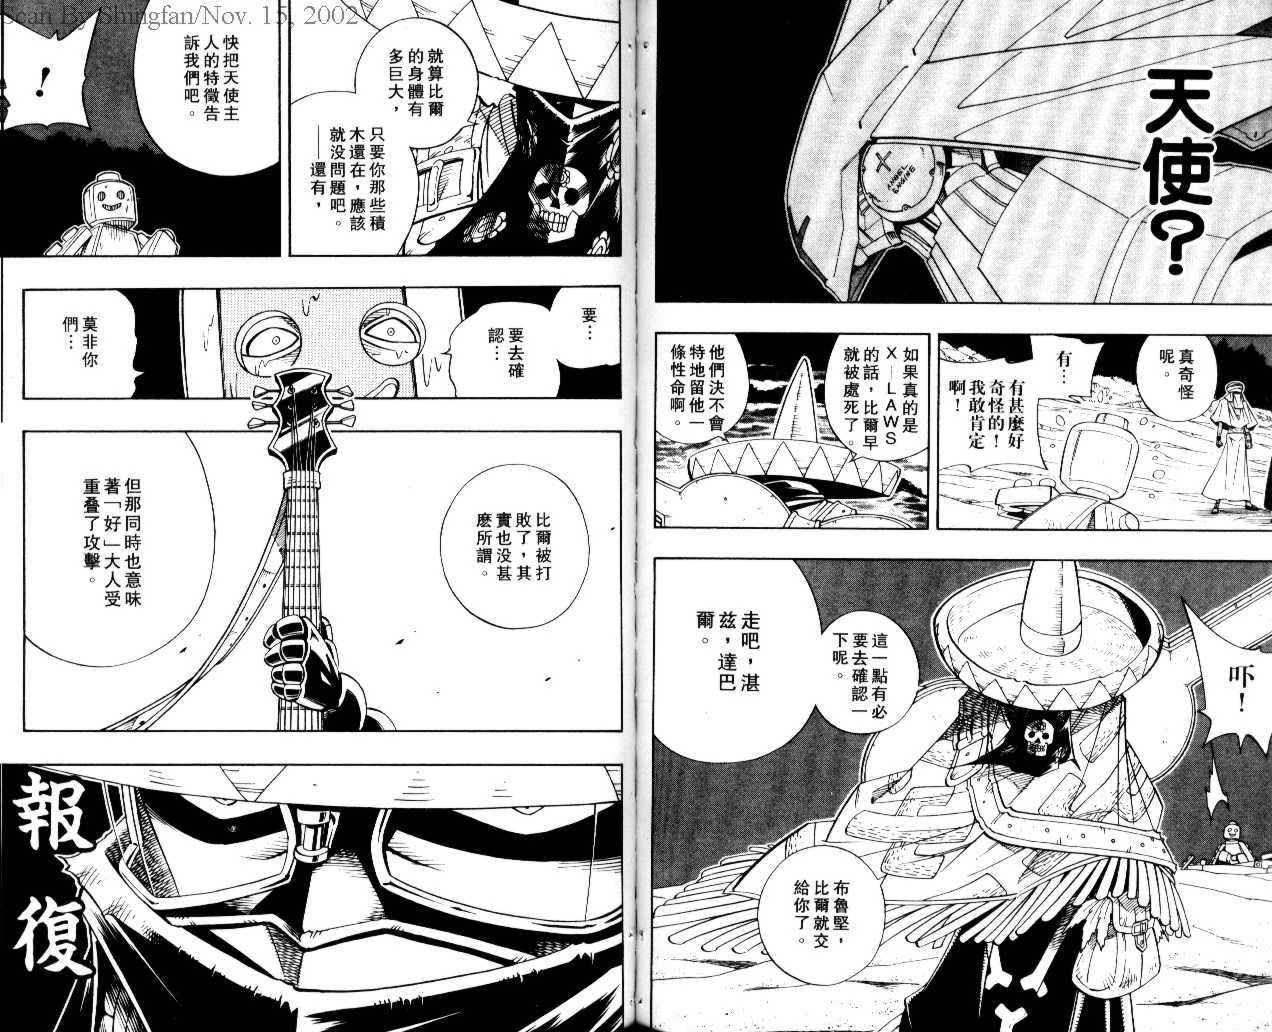 Scan By Shingfan/Nov. 15, 2002
天使？
ANGEL
ENGINE
真奇怪
呢。
有…
有甚麼好
奇怪的！
我敢肯定
啊！
如果真的是
X—LAWS
的話，比爾早
就被處死了。
他們決不會
特地留他一
條性命啊。
吓！
這一點有必
要去確認一
下呢。
走吧，湛
茲，達巴
爾。
布魯堅，
比爾就交
給你了。
就算比爾
的身體有
多巨大，
只要你那些積
木還在，應該
就沒問題吧。
——還有，
快把天使主
人的特徵告
訴我們吧。
！
要…
要去確
認…
莫非你
們…
比爾被打
敗了，其
實也沒甚
麼所謂。
但那同時也意味
著「好」大人受
重疊了攻擊。
報復